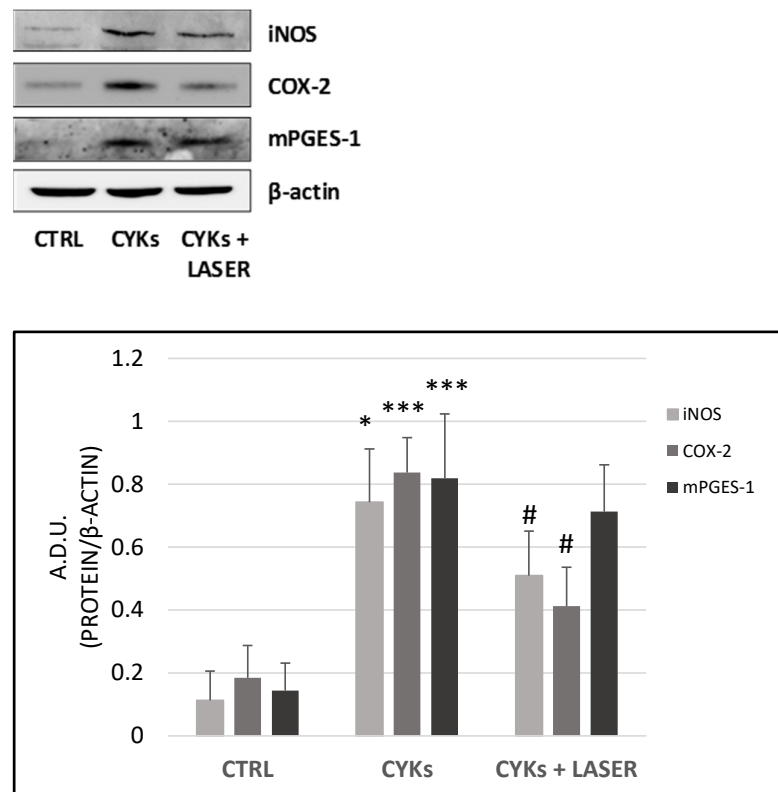 iNOS
COX-2
mPGES-1
β-actin
CTRL CYKs CYKs +
LASER
1.2
1
0.8
0.6
0.4
0.2
0
A.D.U.
(PROTEIN/β-ACTIN)
* *** ***
# #
CTRL CYKs CYKs + LASER
iNOS
COX-2
mPGES-1